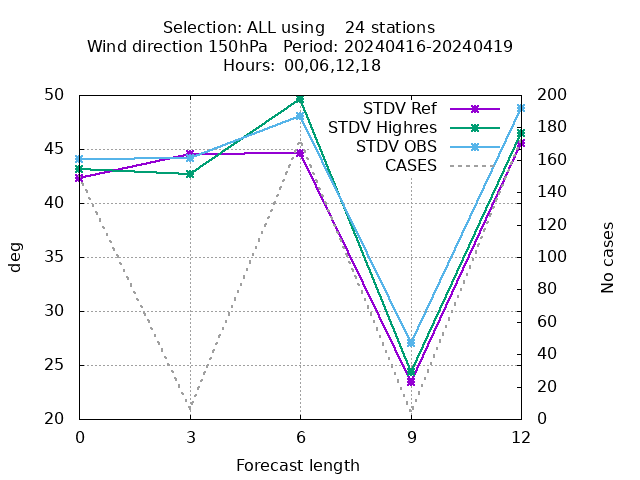 Selection: ALL using    24 stations
Wind direction 150hPa   Period: 20240416-20240419
Hours:  00,06,12,18
STDV Ref
STDV Highres
STDV OBS
CASES
50
45
40
35
30
25
20
200
180
160
140
120
100
80
60
40
20
0
deg
No cases
0 3 6 9 12
Forecast length